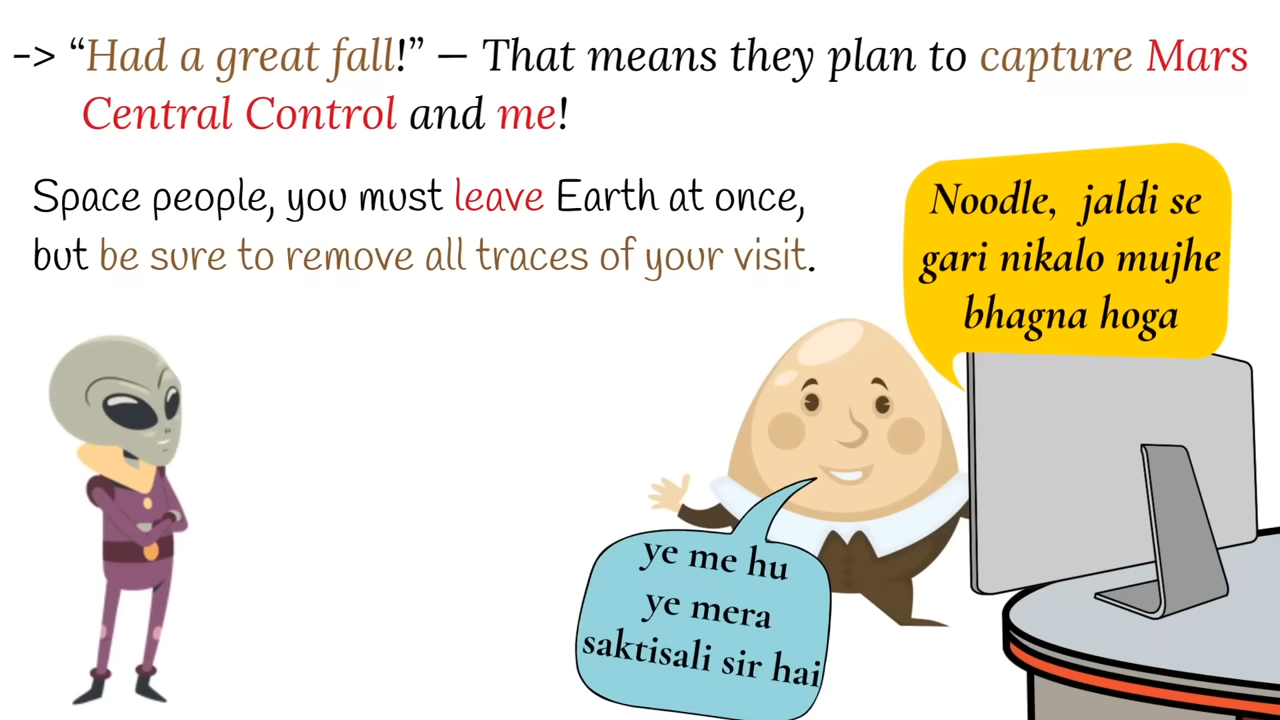 -> “Had a great fall!” — That means they plan to capture Mars
Central Control and me!
Space people, you must leave Earth at once,
but be sure to remove all traces of your visit.
Noodle, jaldi se
gari nikalo mujhe
bhagna hoga
ye me hu
ye mera
saktisali sir hai